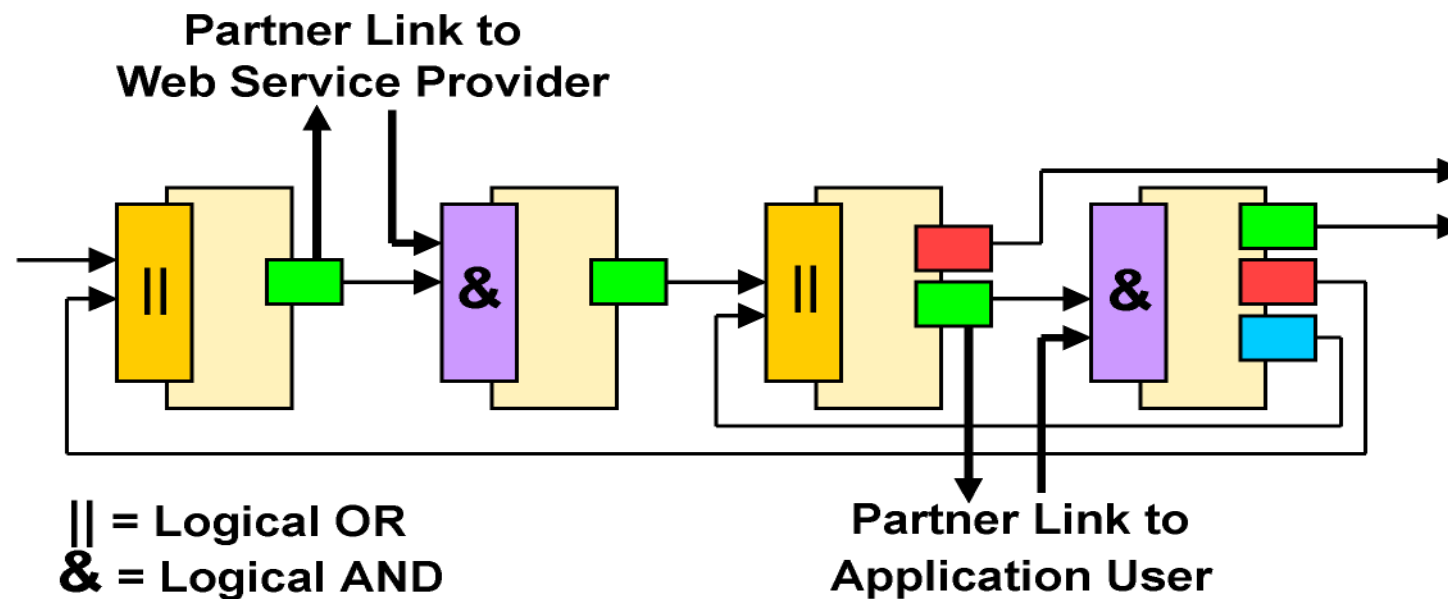 Partner Link to
Web Service Provider
||
&
||
&
|| = Logical OR
& = Logical AND
Partner Link to
Application User